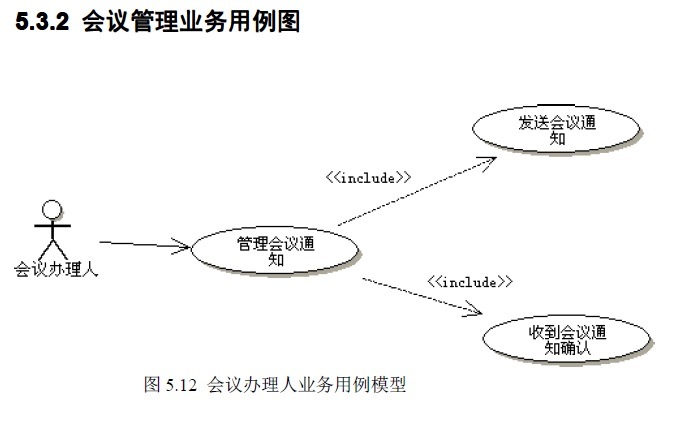 5.3.2 会议管理业务用例图
发送会议通
知
<<include>>
管理会议通
知
会议办理人
<<include>>
收到会议通
知确认
图 5.12 会议办理人业务用例模型